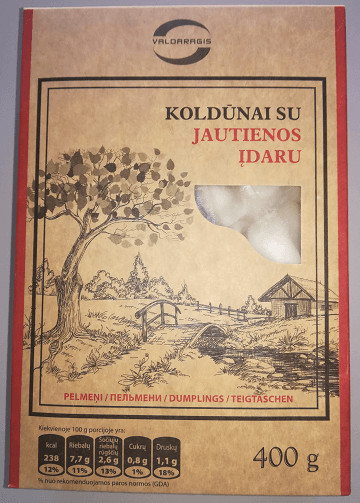 VALDARAGIS
KOLDŪNAI SU
JAUTIENOS
ĮDARU
PELMEŅI / ПЕЛЬМЕНИ / DUMPLINGS / TEIGTASCHEN
Kiekvienoje 100 g porcijoje yra:
kcal
238
12%
Riebalų
7,7 g
11%
Sočiųjų
riebalų
rūgščių
2,6 g
13%
Cukrų
0,8 g
1%
Druskų
1,1 g
18%
% nuo rekomenduojamos paros normos (GDA)
400 g